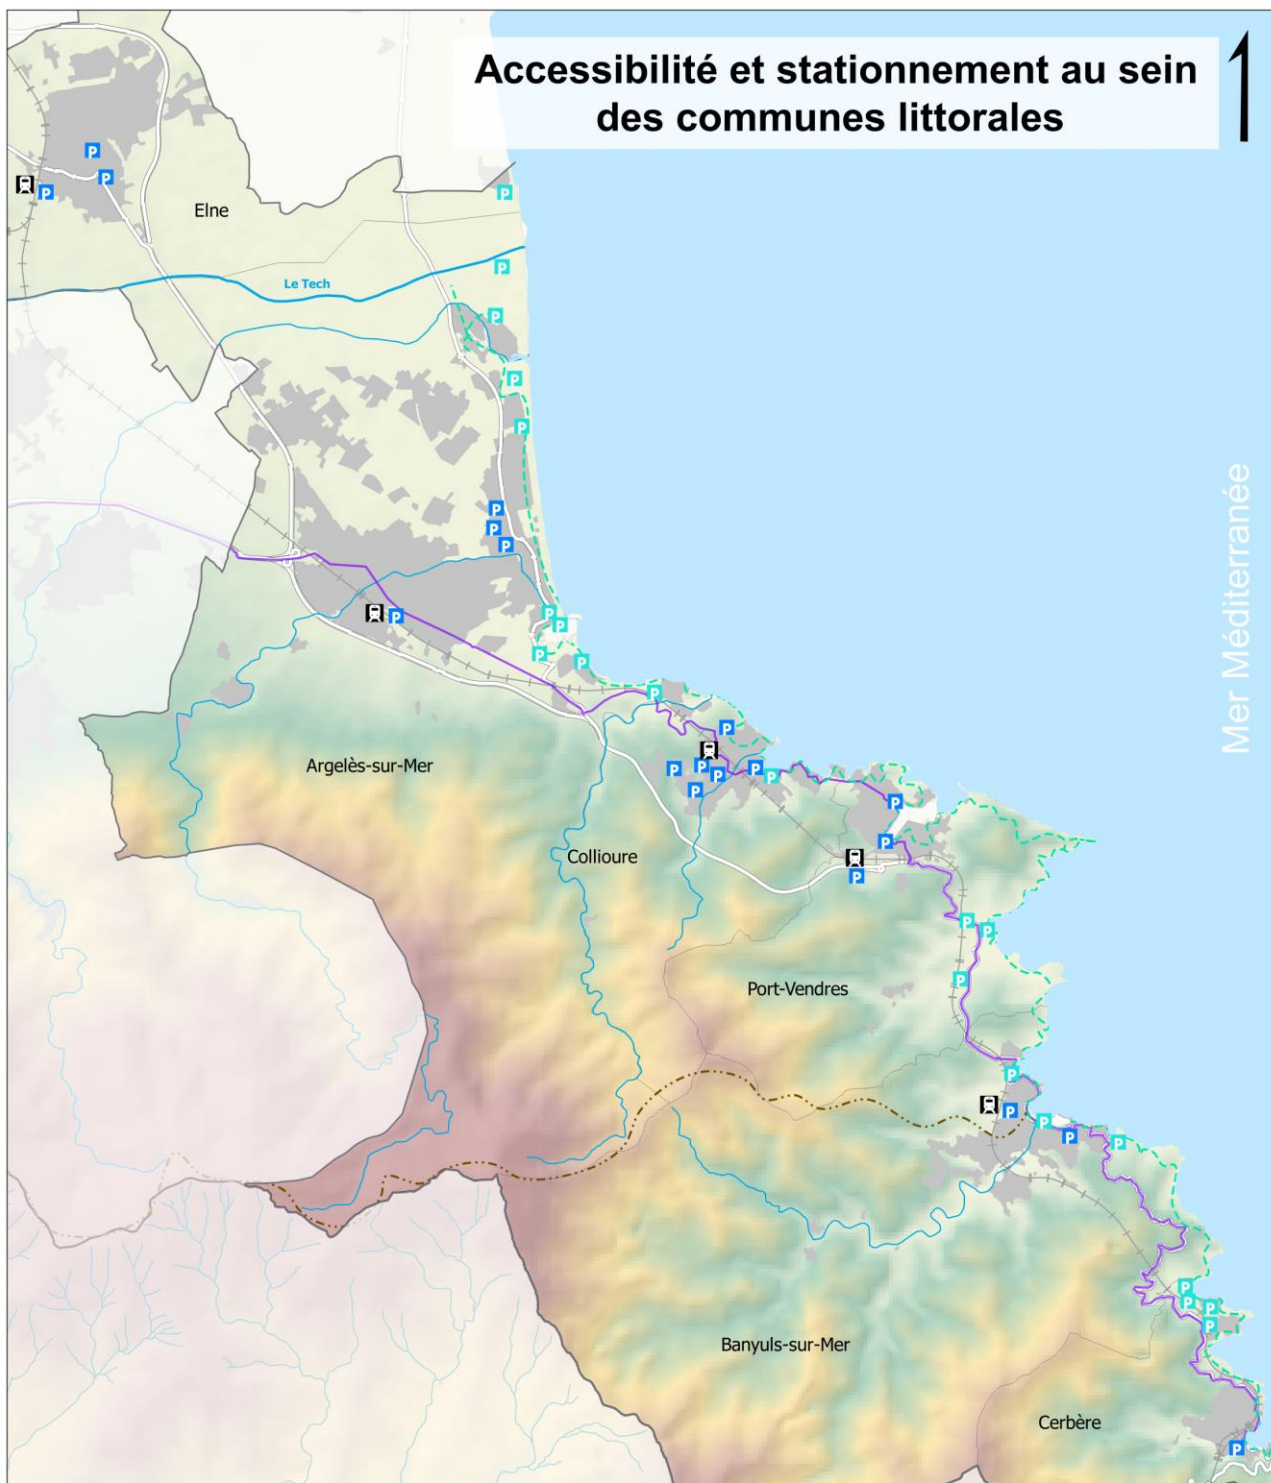 Accessibilité et stationnement au sein
des communes littorales
P
P
P
P
Elne
P
Le Tech
P
P
P
P
P
P
Mer Méditerranée
P
P
P
P
P
P
P
P
Argelès-sur-Mer
P
P
P
P
P
P
P
P
Collioure
P
P
P
P
Port-Vendres
P
P
P
P
P
P
P
P
P
P
Banyuls-sur-Mer
Cerbère
P